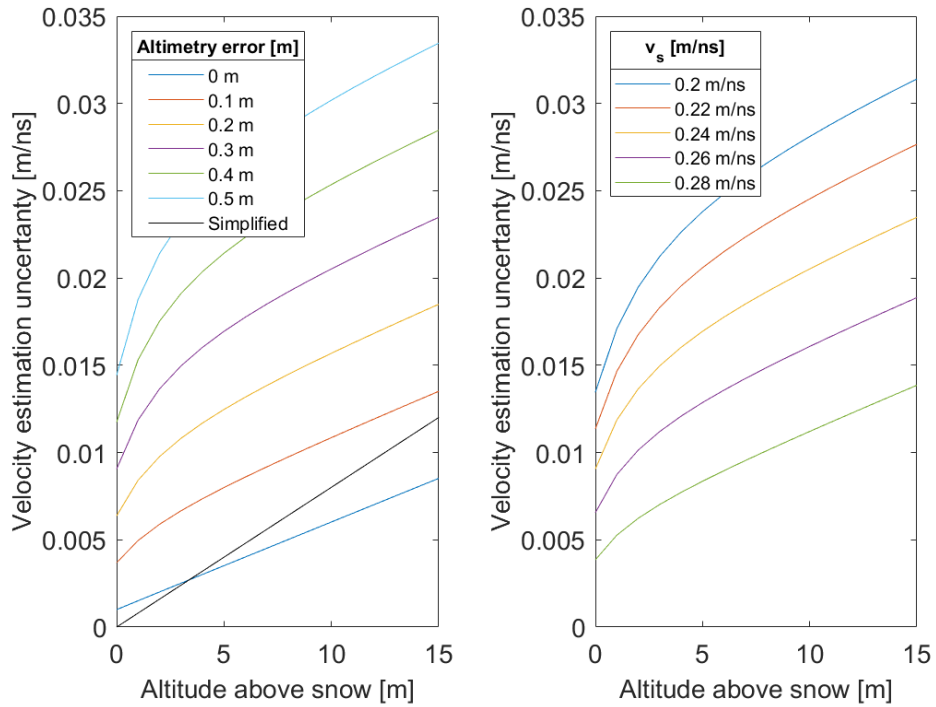 0.035
0.03
0.025
0.02
0.015
0.01
0.005
0
Velocity estimation uncertanty [m/ns]
Altimetry error [m]
0 m
0.1 m
0.2 m
0.3 m
0.4 m
0.5 m
Simplified
0
5
10
15
Altitude above snow [m]
0.035
0.03
0.025
0.02
0.015
0.01
0.005
0
Velocity estimation uncertanty [m/ns]
v_s [m/ns]
0.2 m/ns
0.22 m/ns
0.24 m/ns
0.26 m/ns
0.28 m/ns
0
5
10
15
Altitude above snow [m]